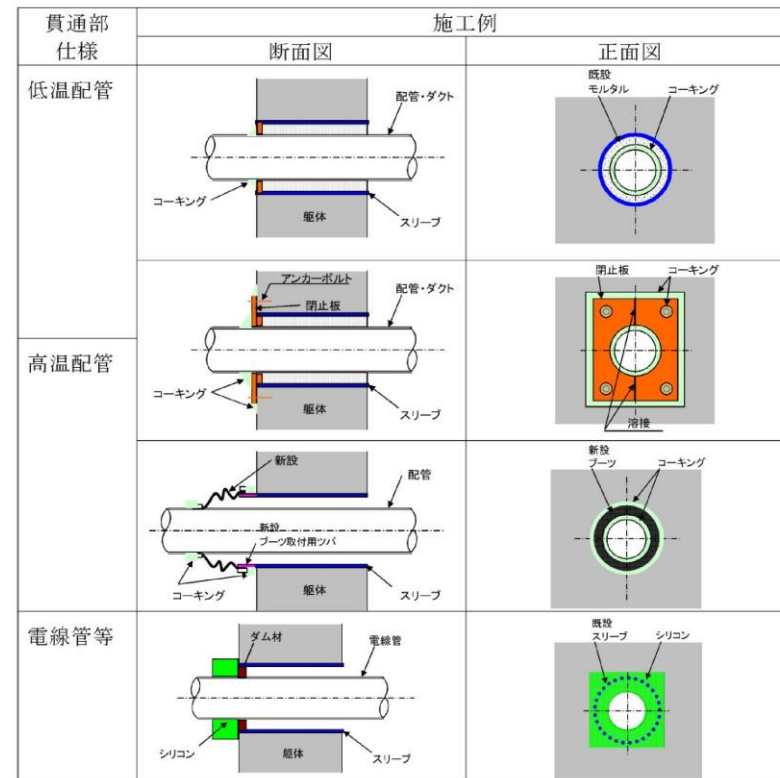 貫通部
仕様
施工例
断面図
正面図
低温配管
配管・ダクト
コーキング
スリーブ
躯体
既設
モルタル
コーキング
アンカーボルト
閉止板
配管・ダクト
コーキング
スリーブ
躯体
閉止板
コーキング
溶接
高温配管
新設
配管
新設
ブーツ取付用ツバ
コーキング
スリーブ
躯体
新設
ブーツ
コーキング
電線管等
ダム材
電線管
シリコン
スリーブ
躯体
既設
スリーブ
シリコン